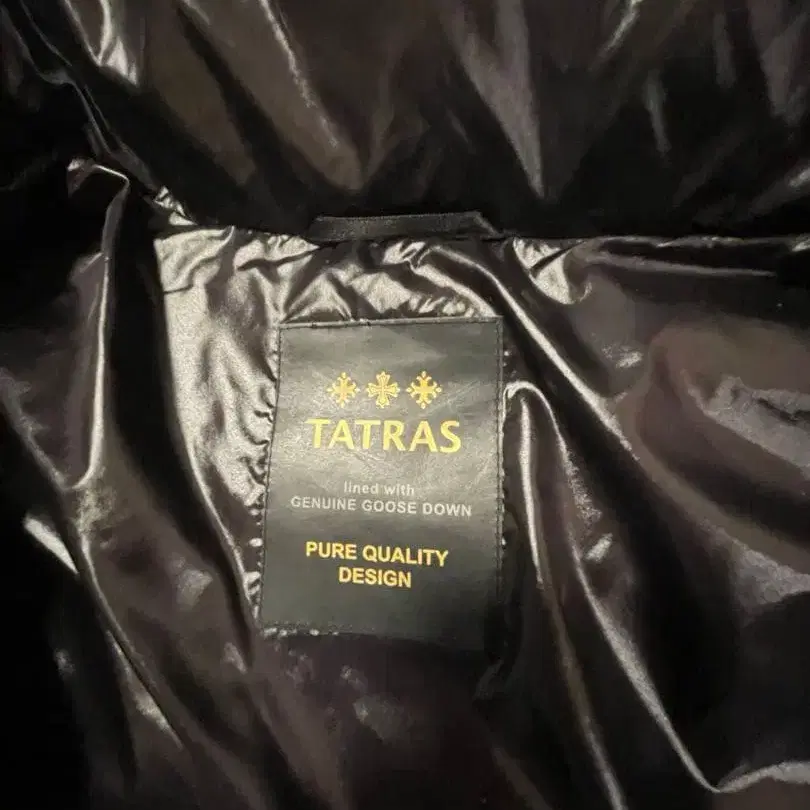 TATRAS
lined with
GENUINE GOOSE DOWN
PURE QUALITY
DESIGN